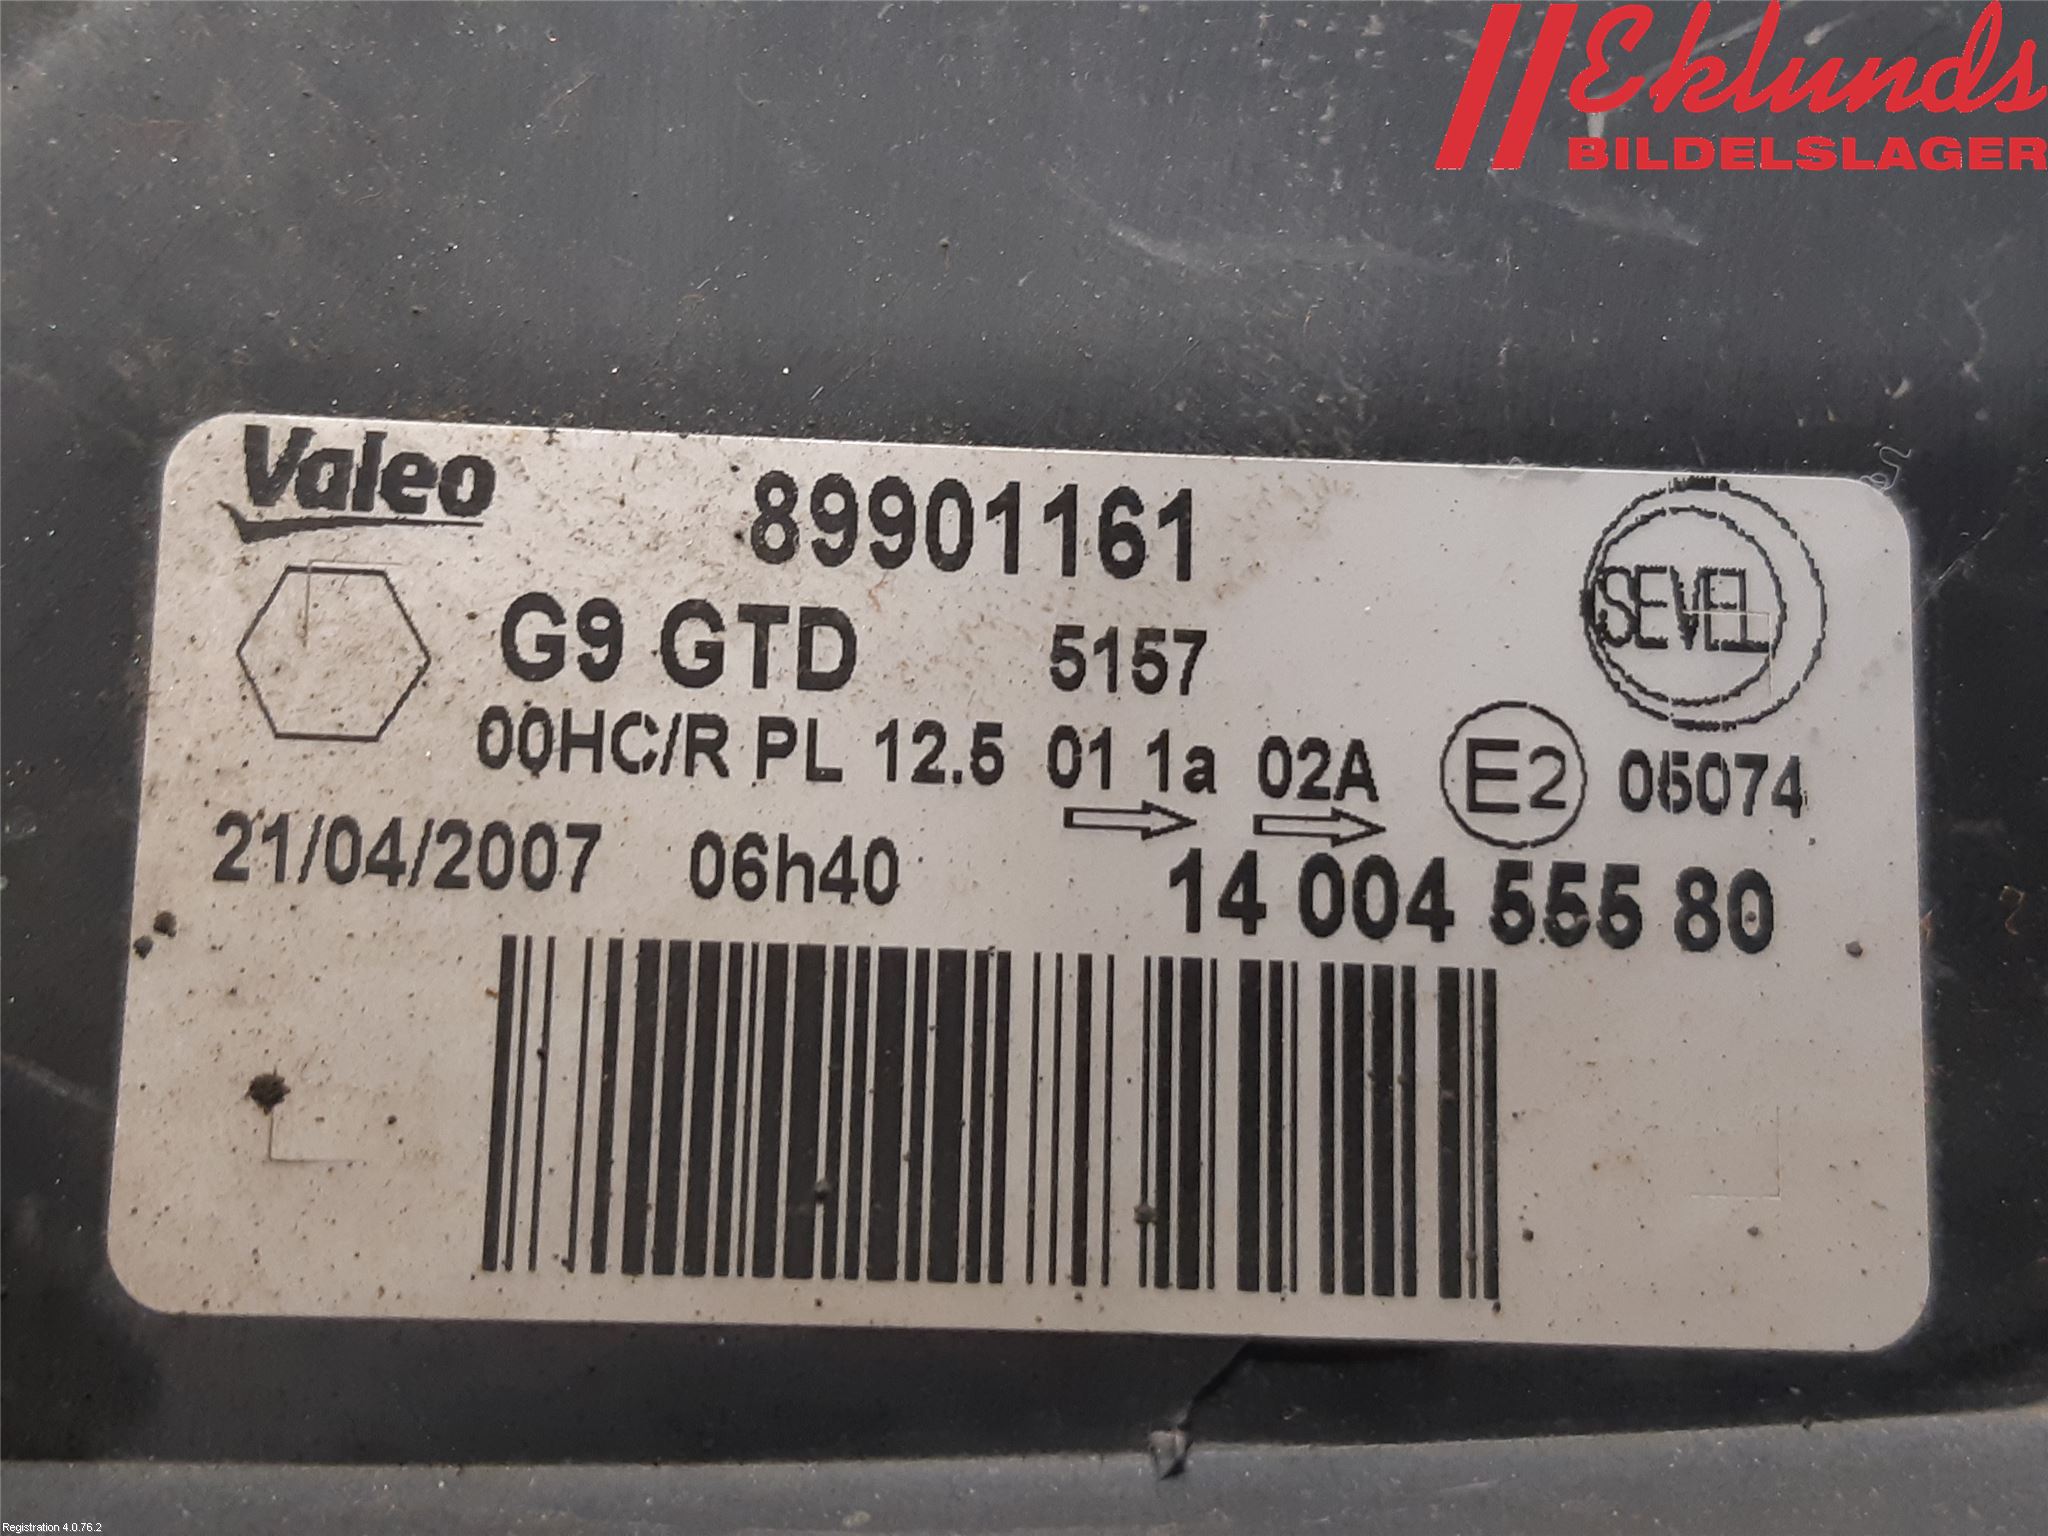 Eklunds
BILDELSLAGER
Valeo
89901161
SEVEL
G9 GTD 5157
00HC/R PL 12.5 01 1a 02A E2 05074
21/04/2007 06h40
14 004 555 80
Registration 4.0.76.2